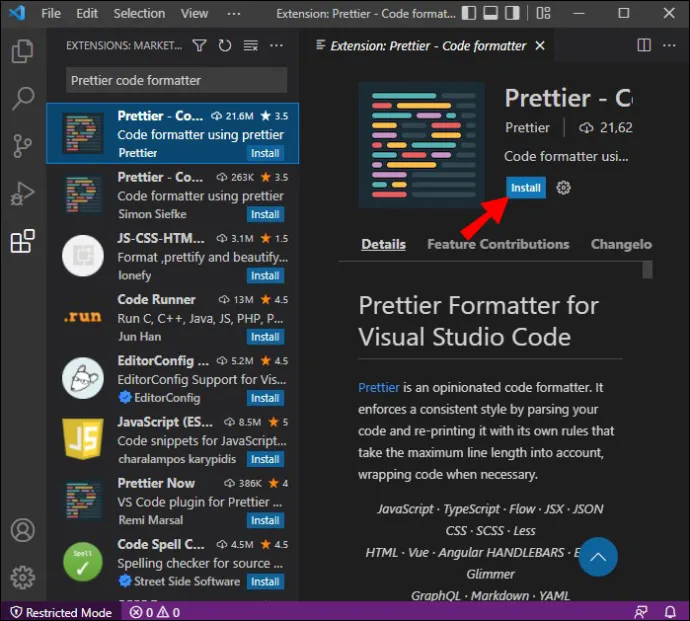 File Edit Selection View ··· Extension: Prettier - Code format...
EXTENSIONS: MARKET... ···
Prettier code formatter
Prettier - Co... 21.6M 3.5
Code formatter using prettier
Prettier Install
Prettier - Co... 263K 3.5
Code formatter using prettier
Simon Siefke Install
JS-CSS-HTM... 3.1M 1.5
Format ,prettify and beautify...
lonefy Install
.run
Code Runner 13M 4.5
Run C, C++, Java, JS, PHP, P...
Jun Han Install
EditorConfig ... 5.2M 4.5
EditorConfig Support for Vis...
EditorConfig Install
JS
JavaScript (ES... 8.5M 5
Code snippets for JavaScript...
charalampos karypidis Install
Prettier Now 386K 4
VS Code plugin for Prettier ...
Remi Marsal Install
Spell
Code Spell C... 4.5M 4.5
Spelling checker for source ...
Street Side Software Install
Extension: Prettier - Code formatter ···
Prettier - C
Prettier 21,62
Code formatter usi...
Install
Details Feature Contributions Changelo
Prettier Formatter for
Visual Studio Code
Prettier is an opinionated code formatter. It
enforces a consistent style by parsing your
code and re-printing it with its own rules that
take the maximum line length into account,
wrapping code when necessary.
JavaScript · TypeScript · Flow · JSX · JSON
CSS · SCSS · Less
HTML · Vue · Angular HANDLEBARS · E
Glimmer
GraphQL · Markdown · YAML
Restricted Mode 0 0